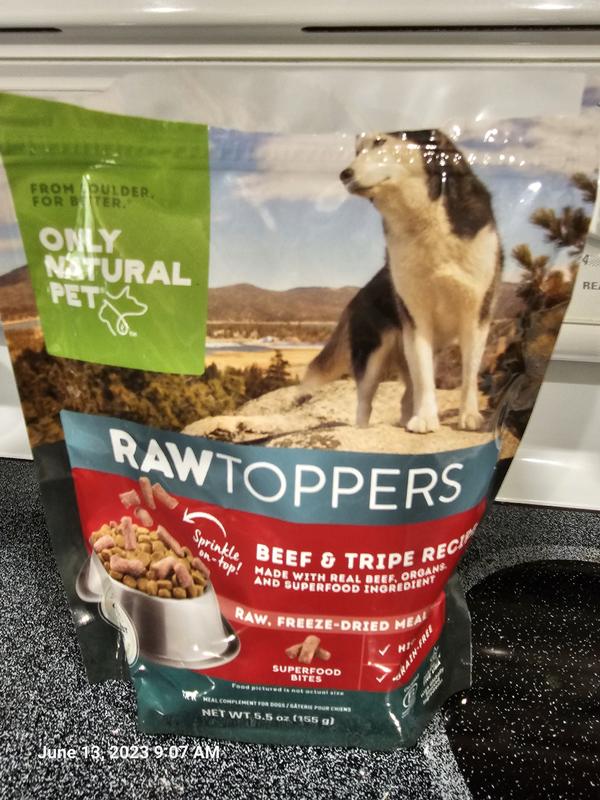 FROM BOULDER,
FOR BETTER.
ONLY
NATURAL
PET
RAWTOPPERS
Sprinkle
on-top!
BEEF & TRIPE RECIPE
MADE WITH REAL BEEF, ORGANS,
AND SUPERFOOD INGREDIENT
RAW, FREEZE-DRIED MEAL
GRAIN-FREE
SUPERFOOD
BITES
Food pictured is not actual size
MEAL COMPLEMENT FOR DOGS / GÂTERIE POUR CHIENS
NET WT 5.5 oz (155 g)
June 13, 2023 9:07 AM